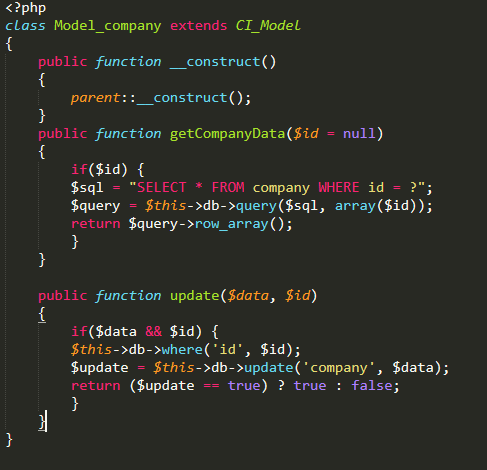 <?php
class Model_company extends CI_Model
{
    public function __construct()
    {
        parent::__construct();
    }
    public function getCompanyData($id = null)
    {
        if($id) {
        $sql = "SELECT * FROM company WHERE id = ?";
        $query = $this->db->query($sql, array($id));
        return $query->row_array();
        }
    }

    public function update($data, $id)
    {
        if($data && $id) {
        $this->db->where('id', $id);
        $update = $this->db->update('company', $data);
        return ($update == true) ? true : false;
        }
    }
}